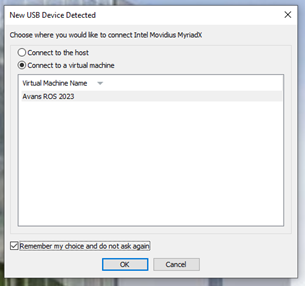 New USB Device Detected
Choose where you would like to connect Intel Movidius MyriadX
Connect to the host
Connect to a virtual machine
Virtual Machine Name
Avans ROS 2023
Remember my choice and do not ask again
OK
Cancel